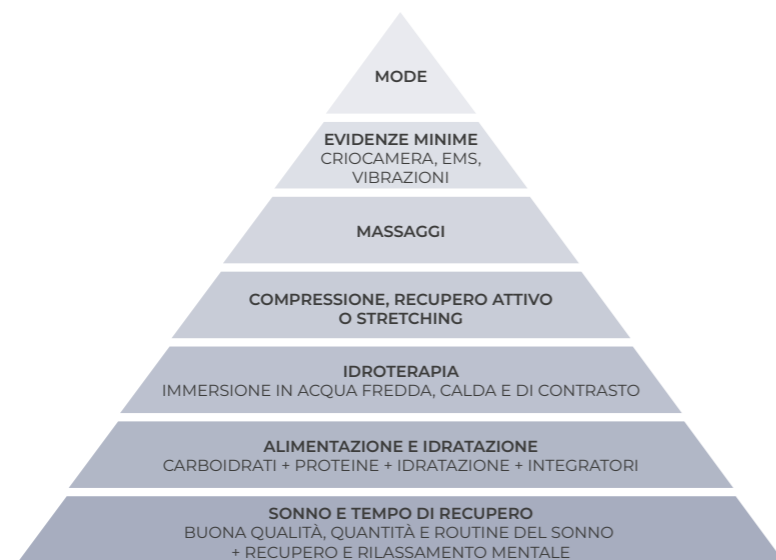 MODE
EVIDENZE MINIME
CRIOCAMERA, EMS,
VIBRAZIONI
MASSAGGI
COMPRESSIONE, RECUPERO ATTIVO
O STRETCHING
IDROTERAPIA
IMMERSIONE IN ACQUA FREDDA, CALDA E DI CONTRASTO
ALIMENTAZIONE E IDRATAZIONE
CARBOIDRATI + PROTEINE + IDRATAZIONE + INTEGRATORI
SONNO E TEMPO DI RECUPERO
BUONA QUALITÀ, QUANTITÀ E ROUTINE DEL SONNO
+ RECUPERO E RILASSAMENTO MENTALE